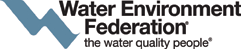 Water Environment
Federation®
the water quality people®